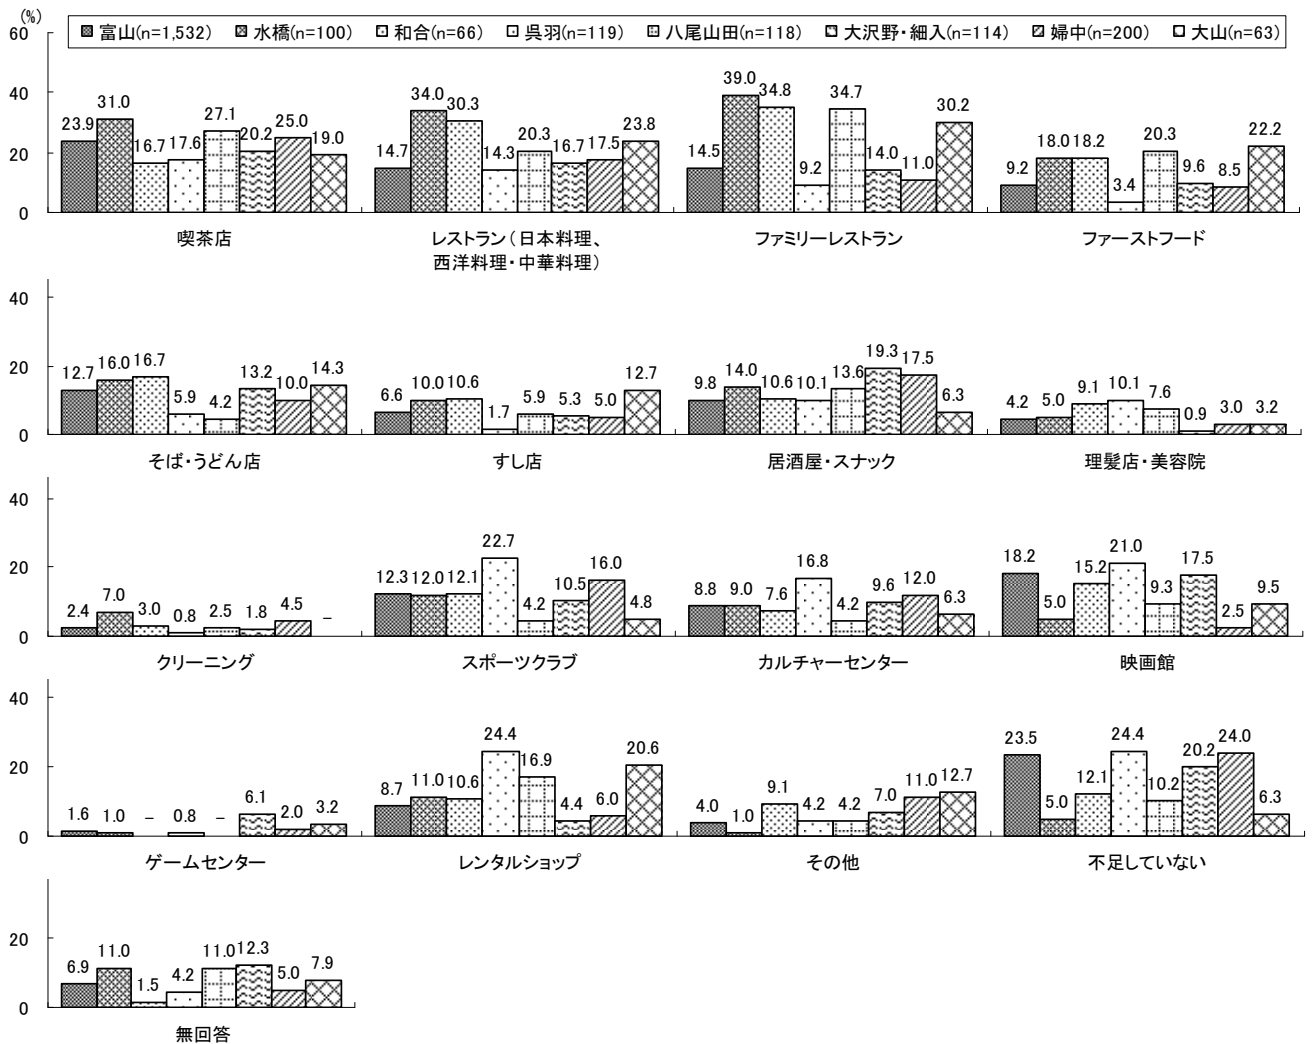 (%)
60
富山(n=1,532) 水橋(n=100) 和合(n=66) 呉羽(n=119) 八尾山田(n=118) 大沢野・細入(n=114) 婦中(n=200) 大山(n=63)
40
20
0
23.9 31.0 16.7 17.6 27.1 20.2 25.0 19.0
14.7 34.0 30.3 14.3 20.3 16.7 17.5 23.8
14.5 39.0 34.8 9.2 34.7 14.0 11.0 30.2
9.2 18.0 18.2 3.4 20.3 9.6 8.5 22.2
喫茶店
レストラン(日本料理、
西洋料理・中華料理)
ファミリーレストラン
ファーストフード
40
20
0
12.7 16.0 16.7 5.9 4.2 13.2 10.0 14.3
6.6 10.0 10.6 1.7 5.9 5.3 5.0 12.7
9.8 14.0 10.6 10.1 13.6 19.3 17.5 6.3
4.2 5.0 9.1 10.1 7.6 0.9 3.0 3.2
そば・うどん店
すし店
居酒屋・スナック
理髪店・美容院
40
20
0
2.4 7.0 3.0 0.8 2.5 1.8 4.5 –
12.3 12.0 12.1 22.7 4.2 10.5 16.0 4.8
8.8 9.0 7.6 16.8 4.2 9.6 12.0 6.3
18.2 5.0 15.2 21.0 9.3 17.5 2.5 9.5
クリーニング
スポーツクラブ
カルチャーセンター
映画館
40
20
0
1.6 1.0 – 0.8 – 6.1 2.0 3.2
8.7 11.0 10.6 24.4 16.9 4.4 6.0 20.6
4.0 1.0 9.1 4.2 4.2 7.0 11.0 12.7
23.5 5.0 12.1 24.4 10.2 20.2 24.0 6.3
ゲームセンター
レンタルショップ
その他
不足していない
20
0
6.9 11.0 1.5 4.2 11.0 12.3 5.0 7.9
無回答